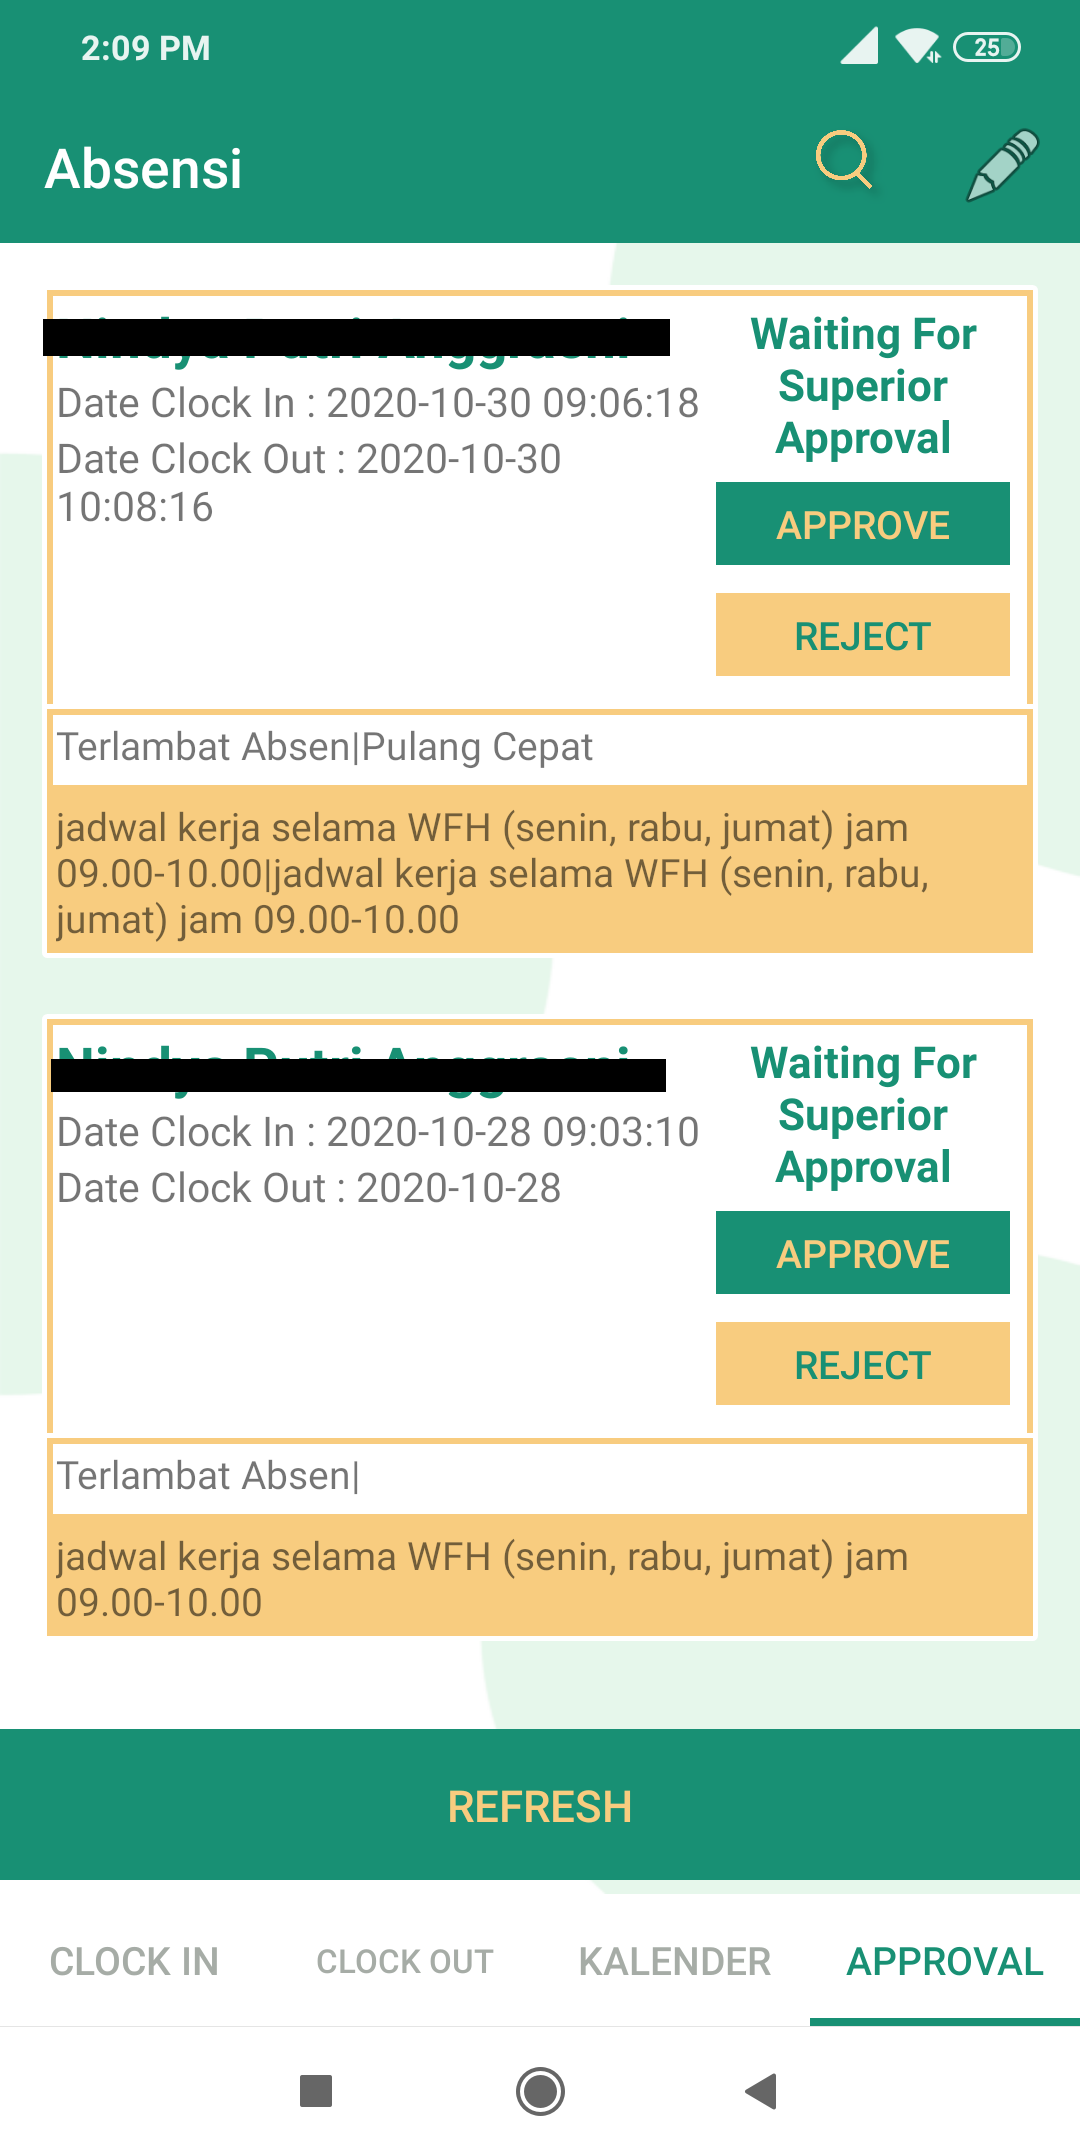 2:09 PM
25
Absensi
Waiting For
Superior
Approval
Date Clock In : 2020-10-30 09:06:18
Date Clock Out : 2020-10-30
10:08:16
APPROVE
REJECT
Terlambat Absen|Pulang Cepat
jadwal kerja selama WFH (senin, rabu, jumat) jam
09.00-10.00|jadwal kerja selama WFH (senin, rabu,
jumat) jam 09.00-10.00
Waiting For
Superior
Approval
Date Clock In : 2020-10-28 09:03:10
Date Clock Out : 2020-10-28
APPROVE
REJECT
Terlambat Absen|
jadwal kerja selama WFH (senin, rabu, jumat) jam
09.00-10.00
REFRESH
CLOCK IN
CLOCK OUT
KALENDER
APPROVAL